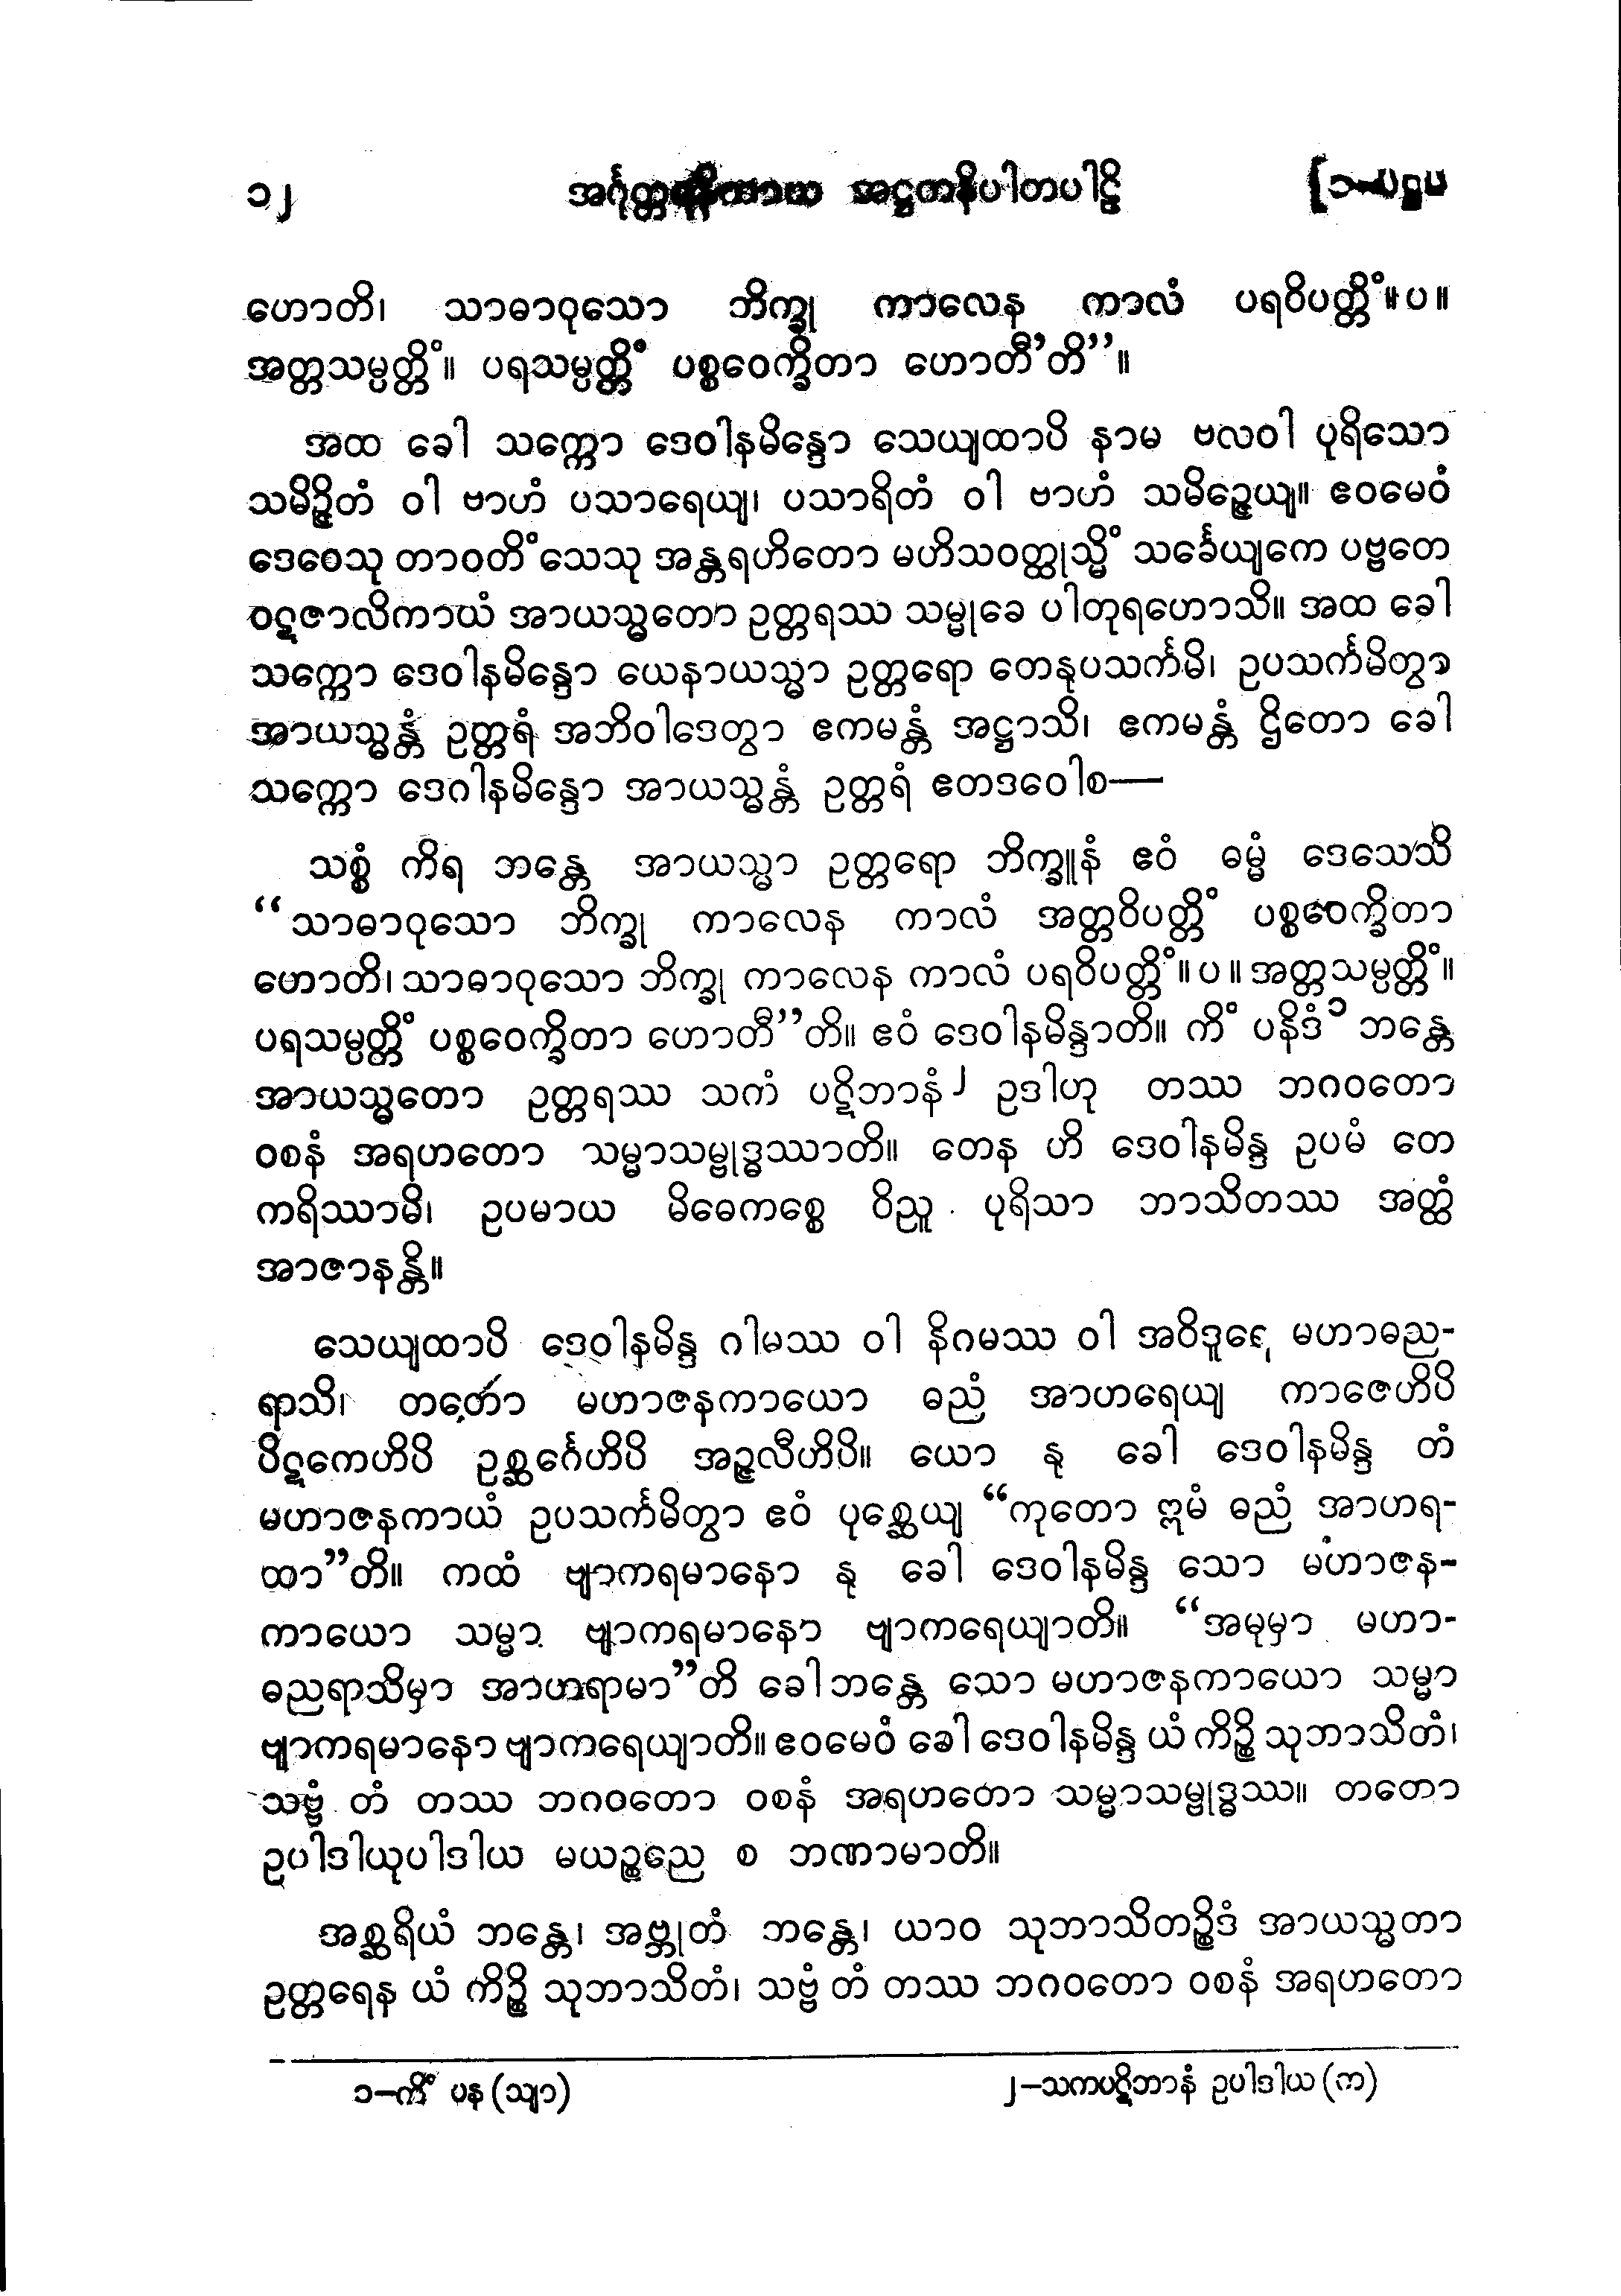 ၁၂ အင်္ဂုတ္တရနိကာယ အဋ္ဌကနိပါတပါဠိ [၁-ပဌမ
ဟောတိ၊ သာဓာဝုသော ဘိက္ခု ကာလေန ကာလံ ပရဝိပတ္တိံ။ပ။
အတ္တသမ္ပတ္တိံ။ ပရသမ္ပတ္တိံ ပစ္စဝေက္ခိတာ ဟောတီ’တိ’’။
အထ ခေါ သက္ကော ဒေဝါနမိန္ဒော သေယျထာပိ နာမ ဗလဝါ ပုရိသော
သမိဉ္ဇိတံ ဝါ ဗာဟံ ပသာရေယျ၊ ပသာရိတံ ဝါ ဗာဟံ သမိဉ္ဇေယျ။ ဧဝမေဝံ
ဒေဝေသု တာဝတိံသေသု အန္တရဟိတော မဟိသဝတ္ထုသ္မိံ သင်္ခေယျကေ ပဗ္ဗတေ
ဝဋဇာလိကာယံ အာယသ္မတော ဥတ္တရဿ သမ္မုခေ ပါတုရဟောသိ။ အထ ခေါ
သက္ကော ဒေဝါနမိန္ဒော ယေနာယသ္မာ ဥတ္တရော တေနုပသင်္ကမိ၊ ဥပသင်္ကမိတွာ
အာယသ္မန္တံ ဥတ္တရံ အဘိဝါဒေတွာ ဧကမန္တံ အဋ္ဌာသိ၊ ဧကမန္တံ ဌိတော ခေါ
သက္ကော ဒေဂါနမိန္ဒော အာယသ္မန္တံ ဥတ္တရံ ဧတဒဝေါစ—
သစ္စံ ကိရ ဘန္တေ အာယသ္မာ ဥတ္တရော ဘိက္ခူနံ ဧဝံ ဓမ္မံ ဒေသေသိ
“သာဓာဝုသော ဘိက္ခု ကာလေန ကာလံ အတ္တဝိပတ္တိံ ပစ္စဝေက္ခိတာ
ဟောတိ၊ သာဓာဝုသော ဘိက္ခု ကာလေန ကာလံ ပရဝိပတ္တိံ။ပ။အတ္တသမ္ပတ္တိံ။
ပရသမ္ပတ္တိံ ပစ္စဝေက္ခိတာ ဟောတီ”တိ။ ဧဝံ ဒေဝါနမိန္ဒာတိ။ ကိံ ပနိဒံ၁ ဘန္တေ
အာယသ္မတော ဥတ္တရဿ သကံ ပဋိဘာနံ၂ ဥဒါဟု တဿ ဘဂဝတော
ဝစနံ အရဟတော သမ္မာသမ္ဗုဒ္ဓဿာတိ။ တေန ဟိ ဒေဝါနမိန္ဒ ဥပမံ တေ
ကရိဿာမိ၊ ဥပမာယ မိဓေကစ္စေ ဝိညူ ပုရိသာ ဘာသိတဿ အတ္ထံ
အာဇာနန္တိ။
သေယျထာပိ ဒေဝါနမိန္ဒ ဂါမဿ ဝါ နိဂမဿ ဝါ အဝိဒူရေ မဟာဓည-
ရာသိ၊ တတော မဟာဇနကာယော ဓညံ အာဟရေယျ ကာဇေဟိပိ
ပိဋကေဟိပိ ဥစ္ဆင်္ဂေဟိပိ အဉ္ဇလီဟိပိ။ ယော နု ခေါ ဒေဝါနမိန္ဒ တံ
မဟာဇနကာယံ ဥပသင်္ကမိတွာ ဧဝံ ပုစ္ဆေယျ “ကုတော ဣမံ ဓညံ အာဟရ-
ထာ”တိ။ ကထံ ဗျာကရမာနော နု ခေါ ဒေဝါနမိန္ဒ သော မဟာဇန-
ကာယော သမ္မာ ဗျာကရမာနော ဗျာကရေယျာတိ။ “အမုမှာ မဟာ-
ဓညရာသိမှာ အာဟရာမာ”တိ ခေါ ဘန္တေ သော မဟာဇနကာယော သမ္မာ
ဗျာကရမာနော ဗျာကရေယျာတိ။ ဧဝမေဝံ ခေါ ဒေဝါနမိန္ဒ ယံ ကိဉ္စိ သုဘာသိတံ၊
သဗ္ဗံ တံ တဿ ဘဂဝတော ဝစနံ အရဟတော သမ္မာသမ္ဗုဒ္ဓဿ။ တတော
ဥပါဒါယုပါဒါယ မယဉ္စညေ စ ဘဏာမာတိ။
အစ္ဆရိယံ ဘန္တေ၊ အဗ္ဘုတံ ဘန္တေ၊ ယာဝ သုဘာသိတဉ္စိဒံ အာယသ္မတာ
ဥတ္တရေန ယံ ကိဉ္စိ သုဘာသိတံ၊ သဗ္ဗံ တံ တဿ ဘဂဝတော ဝစနံ အရဟတော
၁-ကိံ ပန (သျာ) ၂-သကပဋိဘာနံ ဥပါဒါယ (က)